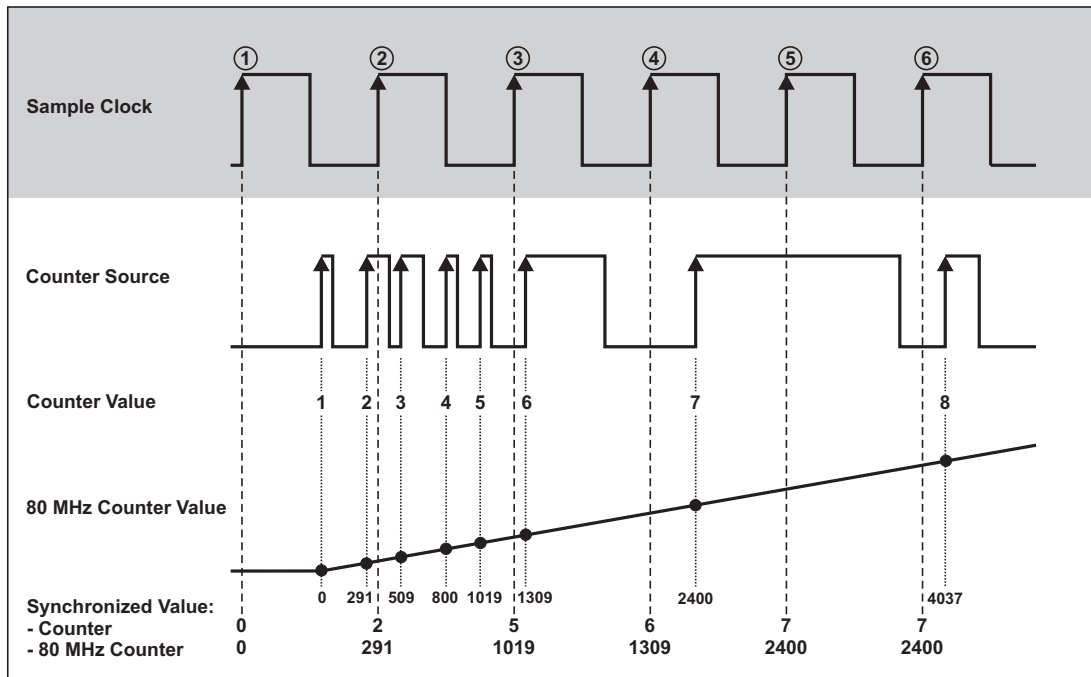 ① ② ③ ④ ⑤ ⑥
Sample Clock
Counter Source
Counter Value 1 2 3 4 5 6 7 8
80 MHz Counter Value
0 291 509 800 1019 1309 2400 4037
Synchronized Value:
- Counter 0 2 5 6 7 7
- 80 MHz Counter 0 291 1019 1309 2400 2400